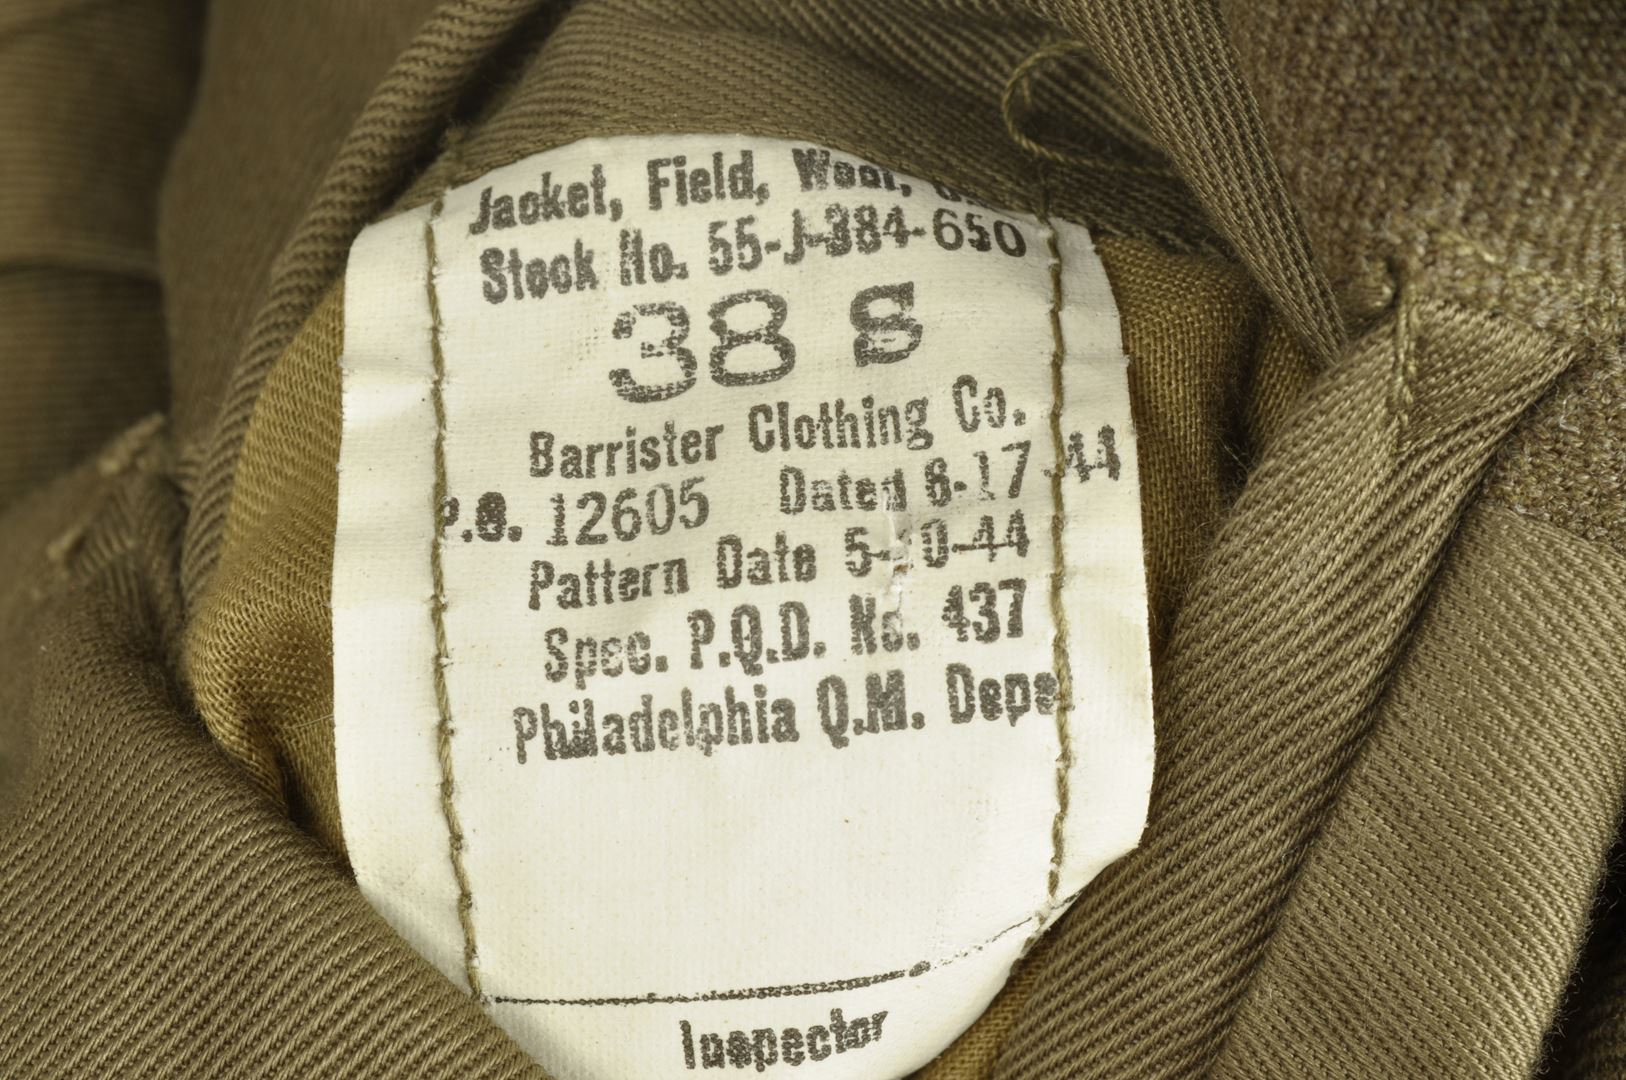 Jacket, Field, Wool,
Stock No. 55-J-384-650
38 S
Barrister Clothing Co.
P.O. 12605 Dated 6-17-44
Pattern Date
Spec. P.Q.D. No. 437
Philadelphia Q.M. Depo
Inspector